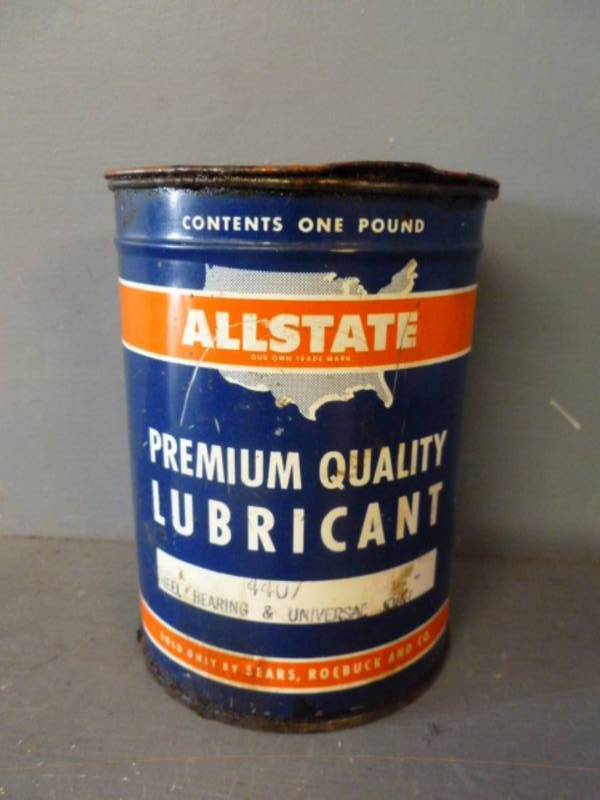 CONTENTS ONE POUND
ALLSTATE
OUR OWN TRADE MARK
PREMIUM QUALITY
LUBRICANT
4407
BEARING & UNIVERSAL
SOLD ONLY BY SEARS, ROEBUCK AND CO.